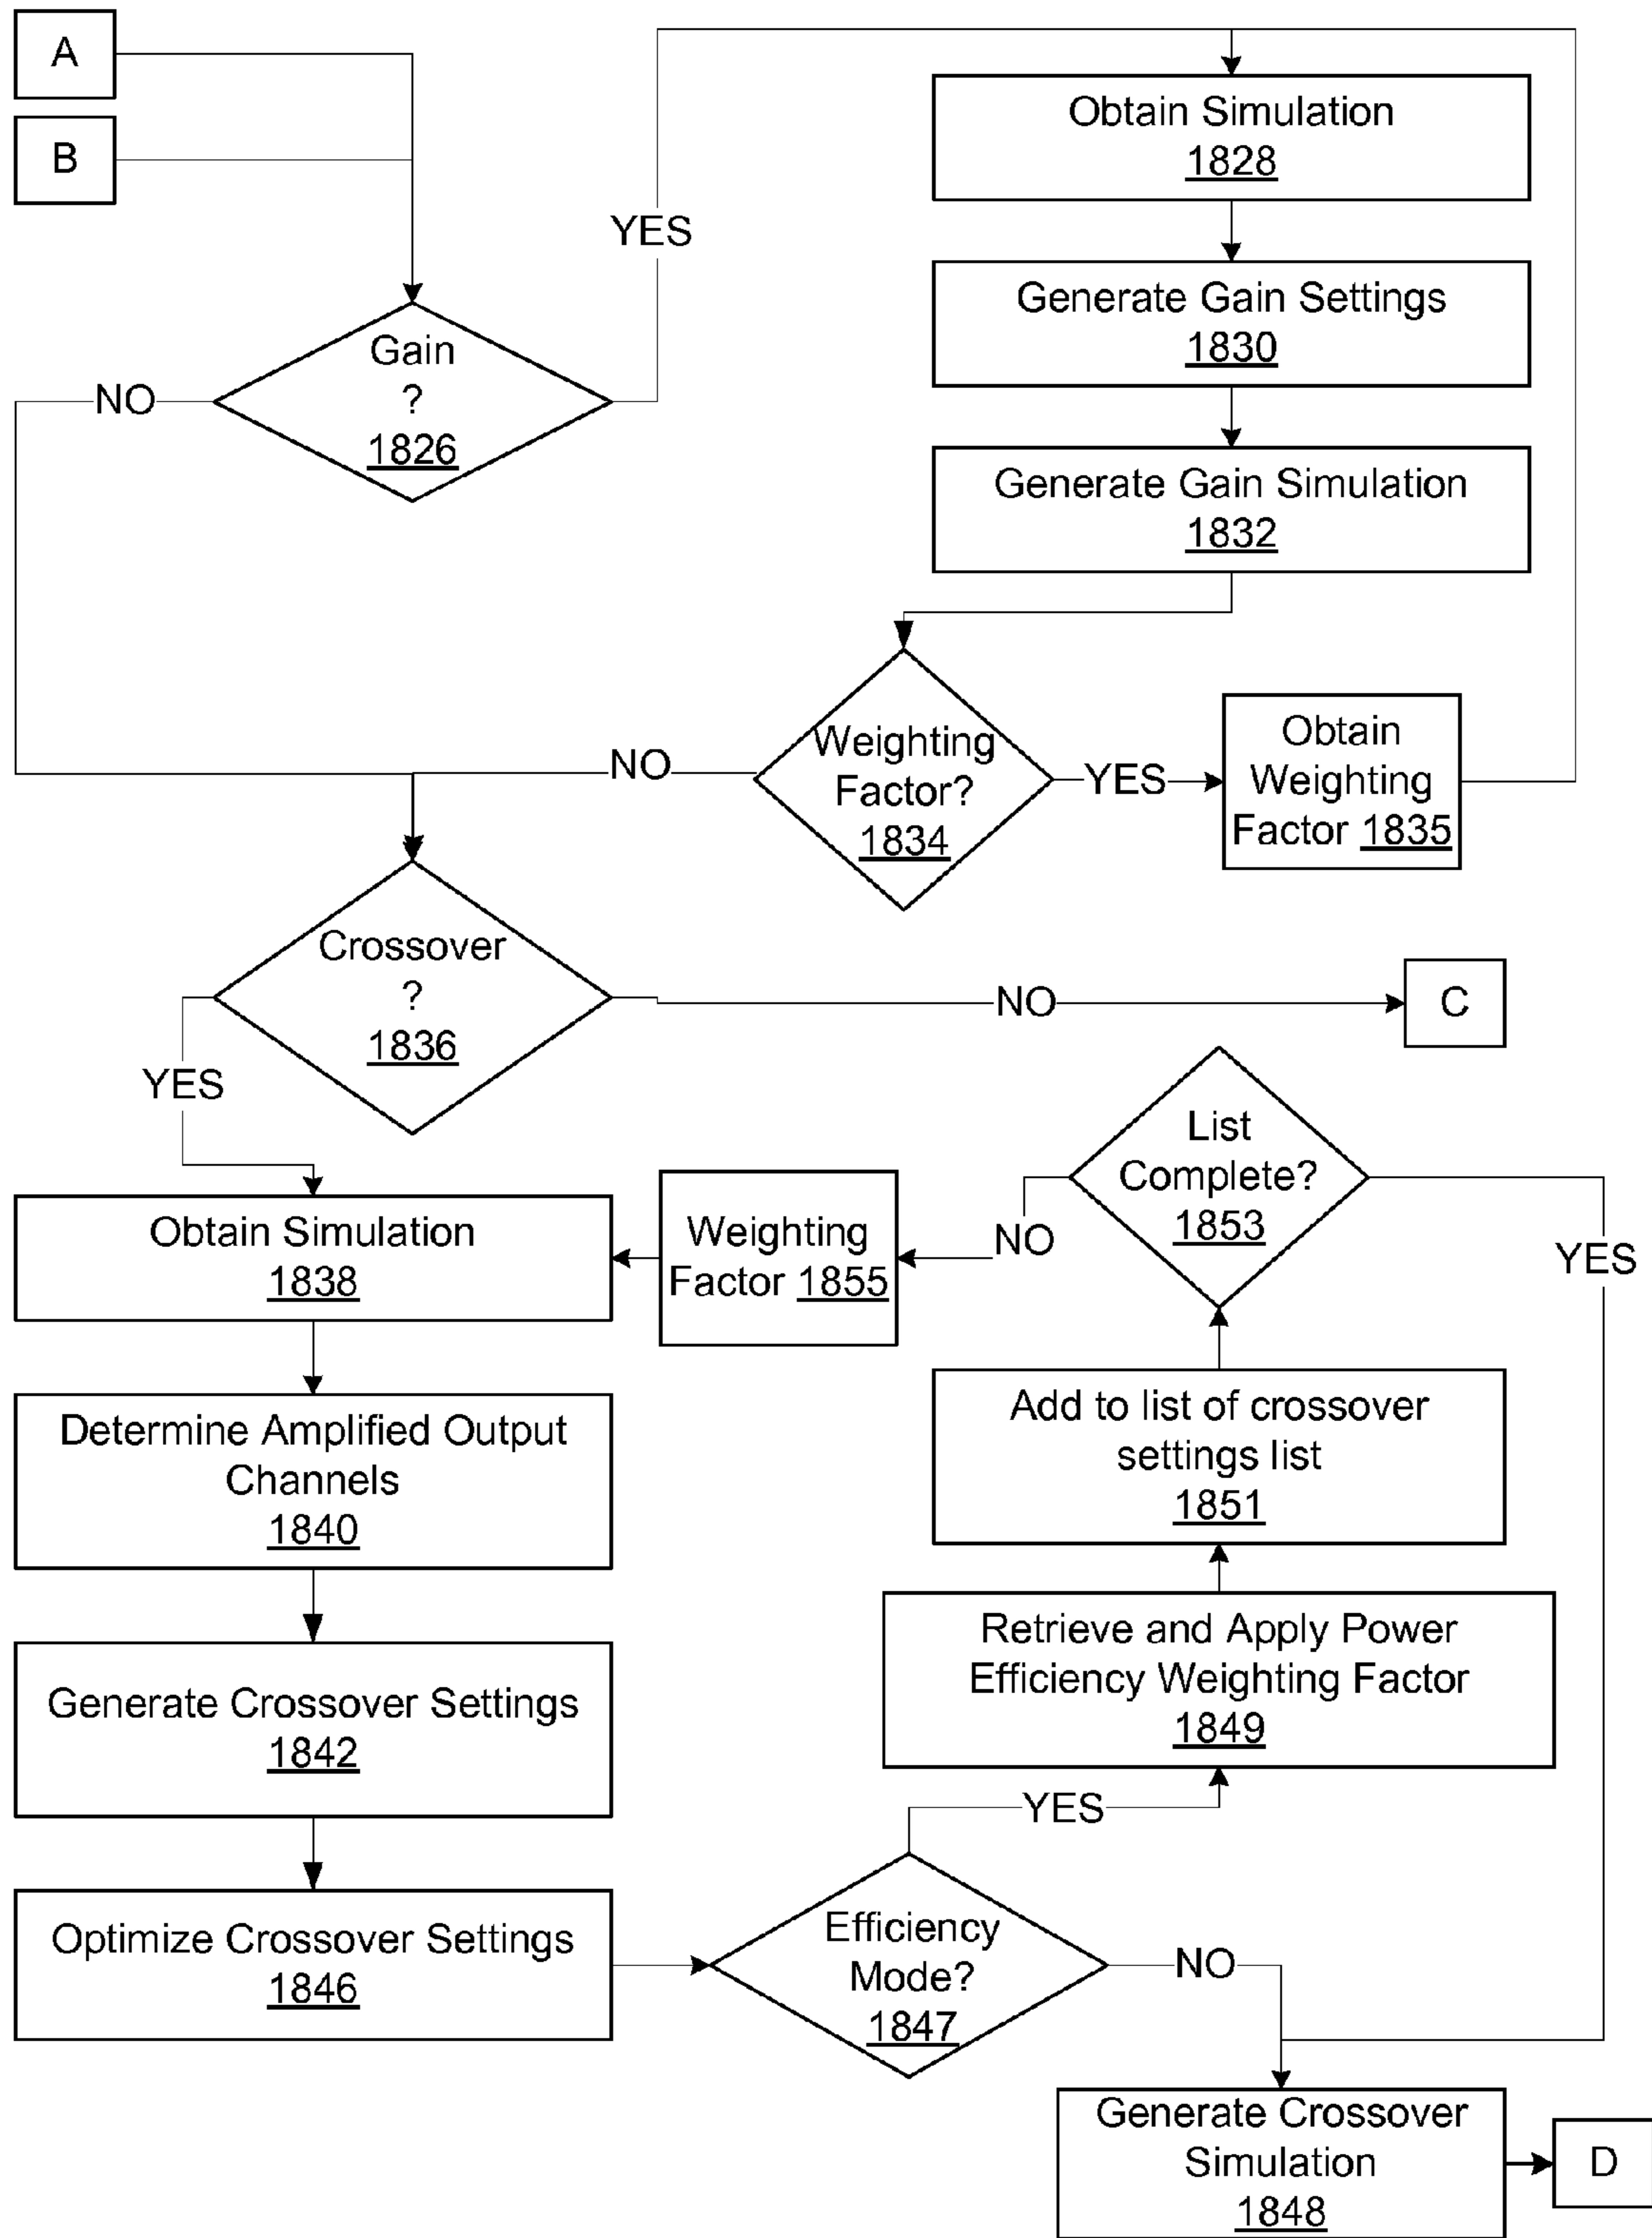 A
B
Gain
?
1826
YES
NO
Obtain Simulation
1828
Generate Gain Settings
1830
Generate Gain Simulation
1832
Weighting
Factor?
1834
NO
YES
Obtain
Weighting
Factor 1835
Crossover
?
1836
NO
C
YES
Obtain Simulation
1838
Weighting
Factor 1855
NO
List
Complete?
1853
YES
Determine Amplified Output
Channels
1840
Add to list of crossover
settings list
1851
Generate Crossover Settings
1842
Retrieve and Apply Power
Efficiency Weighting Factor
1849
YES
Optimize Crossover Settings
1846
Efficiency
Mode?
1847
NO
Generate Crossover
Simulation
1848
D